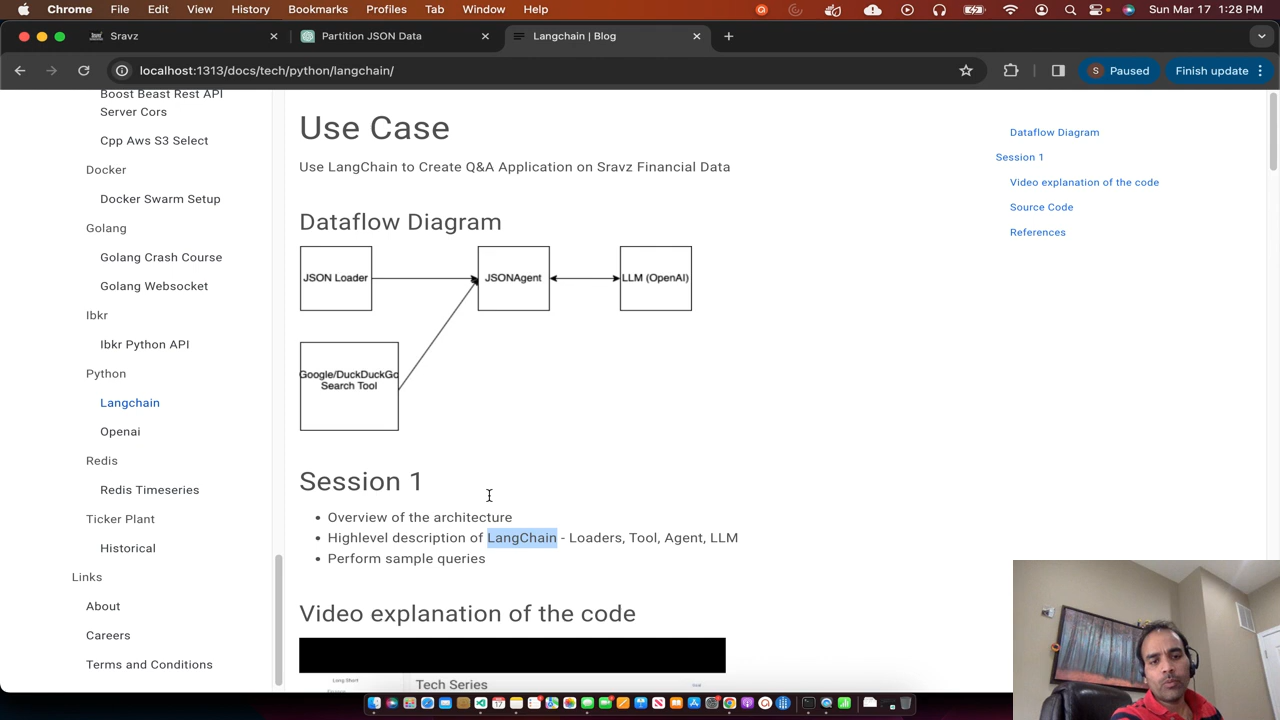 Chrome File Edit View History Bookmarks Profiles Tab Window Help
Sun Mar 17 1:28 PM
Sravz
Partition JSON Data
Langchain | Blog
localhost:1313/docs/tech/python/langchain/
S Paused
Finish update
Boost Beast Rest API
Server Cors
Cpp Aws S3 Select
Docker
Docker Swarm Setup
Golang
Golang Crash Course
Golang Websocket
Ibkr
Ibkr Python API
Python
Langchain
Openai
Redis
Redis Timeseries
Ticker Plant
Historical
Links
About
Careers
Terms and Conditions
Use Case
Use LangChain to Create Q&A Application on Sravz Financial Data
Dataflow Diagram
JSON Loader
JSONAgent
LLM (OpenAI)
Google/DuckDuckGo
Search Tool
Session 1
Overview of the architecture
Highlevel description of LangChain - Loaders, Tool, Agent, LLM
Perform sample queries
Video explanation of the code
Long Short
Tech Series
Dataflow Diagram
Session 1
Video explanation of the code
Source Code
References